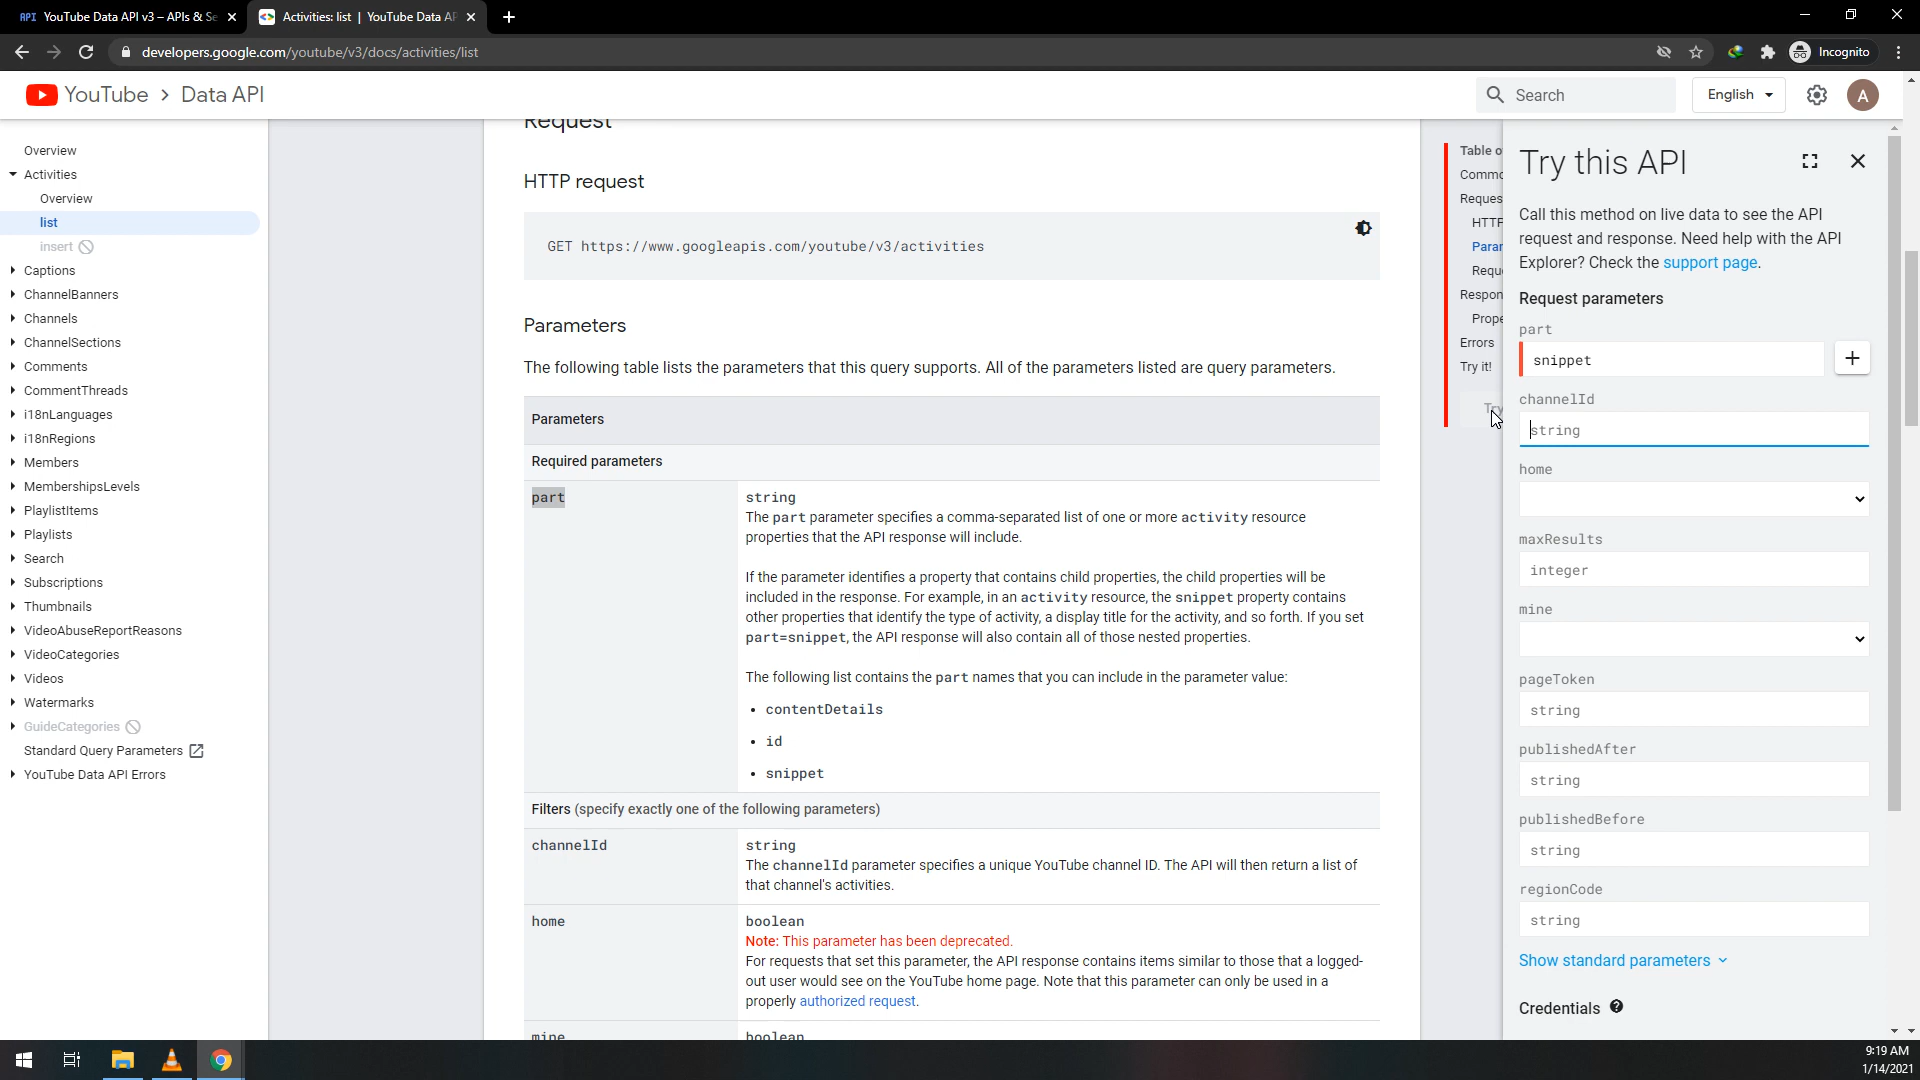 API YouTube Data API v3 – APIs & Se
Activities: list | YouTube Data AP
developers.google.com/youtube/v3/docs/activities/list
Incognito
YouTube > Data API
Search
English
A
Overview
Activities
Overview
list
insert
Captions
ChannelBanners
Channels
ChannelSections
Comments
CommentThreads
i18nLanguages
i18nRegions
Members
MembershipsLevels
PlaylistItems
Playlists
Search
Subscriptions
Thumbnails
VideoAbuseReportReasons
VideoCategories
Videos
Watermarks
GuideCategories
Standard Query Parameters
YouTube Data API Errors
Request
HTTP request
GET https://www.googleapis.com/youtube/v3/activities
Parameters
The following table lists the parameters that this query supports. All of the parameters listed are query parameters.
Parameters
Required parameters
part
string
The part parameter specifies a comma-separated list of one or more activity resource
properties that the API response will include.
If the parameter identifies a property that contains child properties, the child properties will be
included in the response. For example, in an activity resource, the snippet property contains
other properties that identify the type of activity, a display title for the activity, and so forth. If you set
part=snippet, the API response will also contain all of those nested properties.
The following list contains the part names that you can include in the parameter value:
• contentDetails
• id
• snippet
Filters (specify exactly one of the following parameters)
channelId
string
The channelId parameter specifies a unique YouTube channel ID. The API will then return a list of
that channel's activities.
home
boolean
Note: This parameter has been deprecated.
For requests that set this parameter, the API response contains items similar to those that a logged-
out user would see on the YouTube home page. Note that this parameter can only be used in a
properly authorized request.
mine
boolean
Table o
Commo
Reques
HTTP
Parar
Requ
Respon
Prope
Errors
Try it!
Try
Try this API
Call this method on live data to see the API
request and response. Need help with the API
Explorer? Check the support page.
Request parameters
part
snippet
+
channelId
string
home
maxResults
integer
mine
pageToken
string
publishedAfter
string
publishedBefore
string
regionCode
string
Show standard parameters
Credentials
9:19 AM
1/14/2021